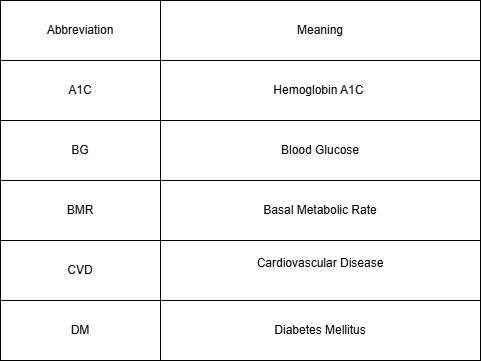 Abbreviation Meaning
A1C Hemoglobin A1C
BG Blood Glucose
BMR Basal Metabolic Rate
CVD Cardiovascular Disease
DM Diabetes Mellitus